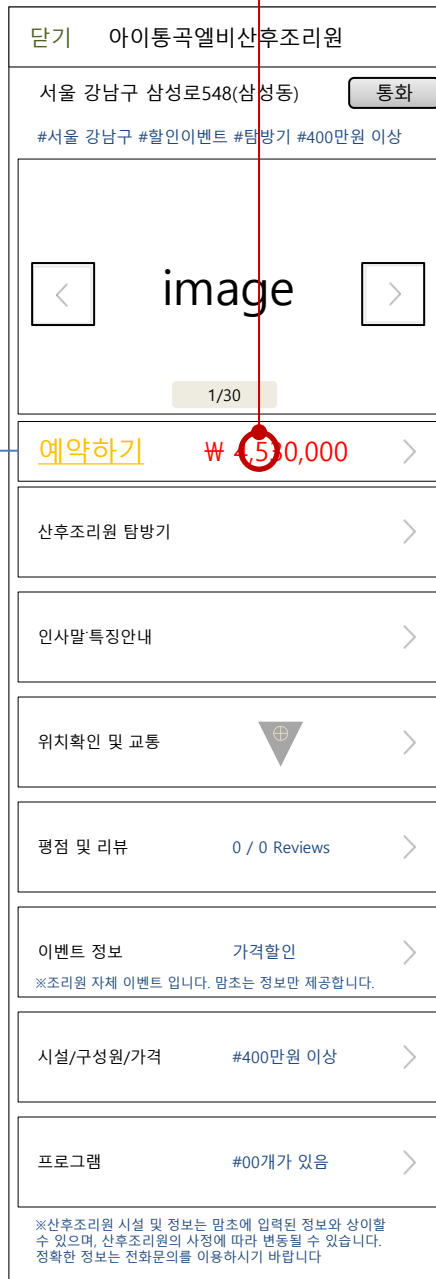 닫기 아이통곡엘비산후조리원
서울 강남구 삼성로548(삼성동) 통화
#서울 강남구 #할인이벤트 #탐방기 #400만원 이상
image
1/30
예약하기 ₩ 4,530,000
산후조리원 탐방기
인사말·특징안내
위치확인 및 교통
평점 및 리뷰 0 / 0 Reviews
이벤트 정보 가격할인
※조리원 자체 이벤트 입니다. 맘초는 정보만 제공합니다.
시설/구성원/가격 #400만원 이상
프로그램 #00개가 있음
※산후조리원 시설 및 정보는 맘초에 입력된 정보와 상이할
수 있으며, 산후조리원의 사정에 따라 변동될 수 있습니다.
정확한 정보는 전화문의를 이용하시기 바랍니다